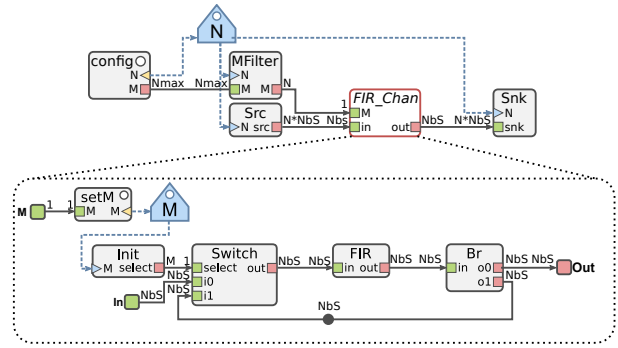 N
config
N
M
Nmax
Nmax
MFilter
N
M
N
Src
N src
N*NbS
Nbs
1
FIR_Chan
M
in out
NbS
N*NbS
Snk
N
snk
M
1
1
setM
M M
M
Init
M select
M
1
NbS
NbS
Switch
select out
i0
i1
In
NbS
NbS
NbS
FIR
in out
NbS
NbS
Br
in o0
o1
NbS
NbS
Out
NbS